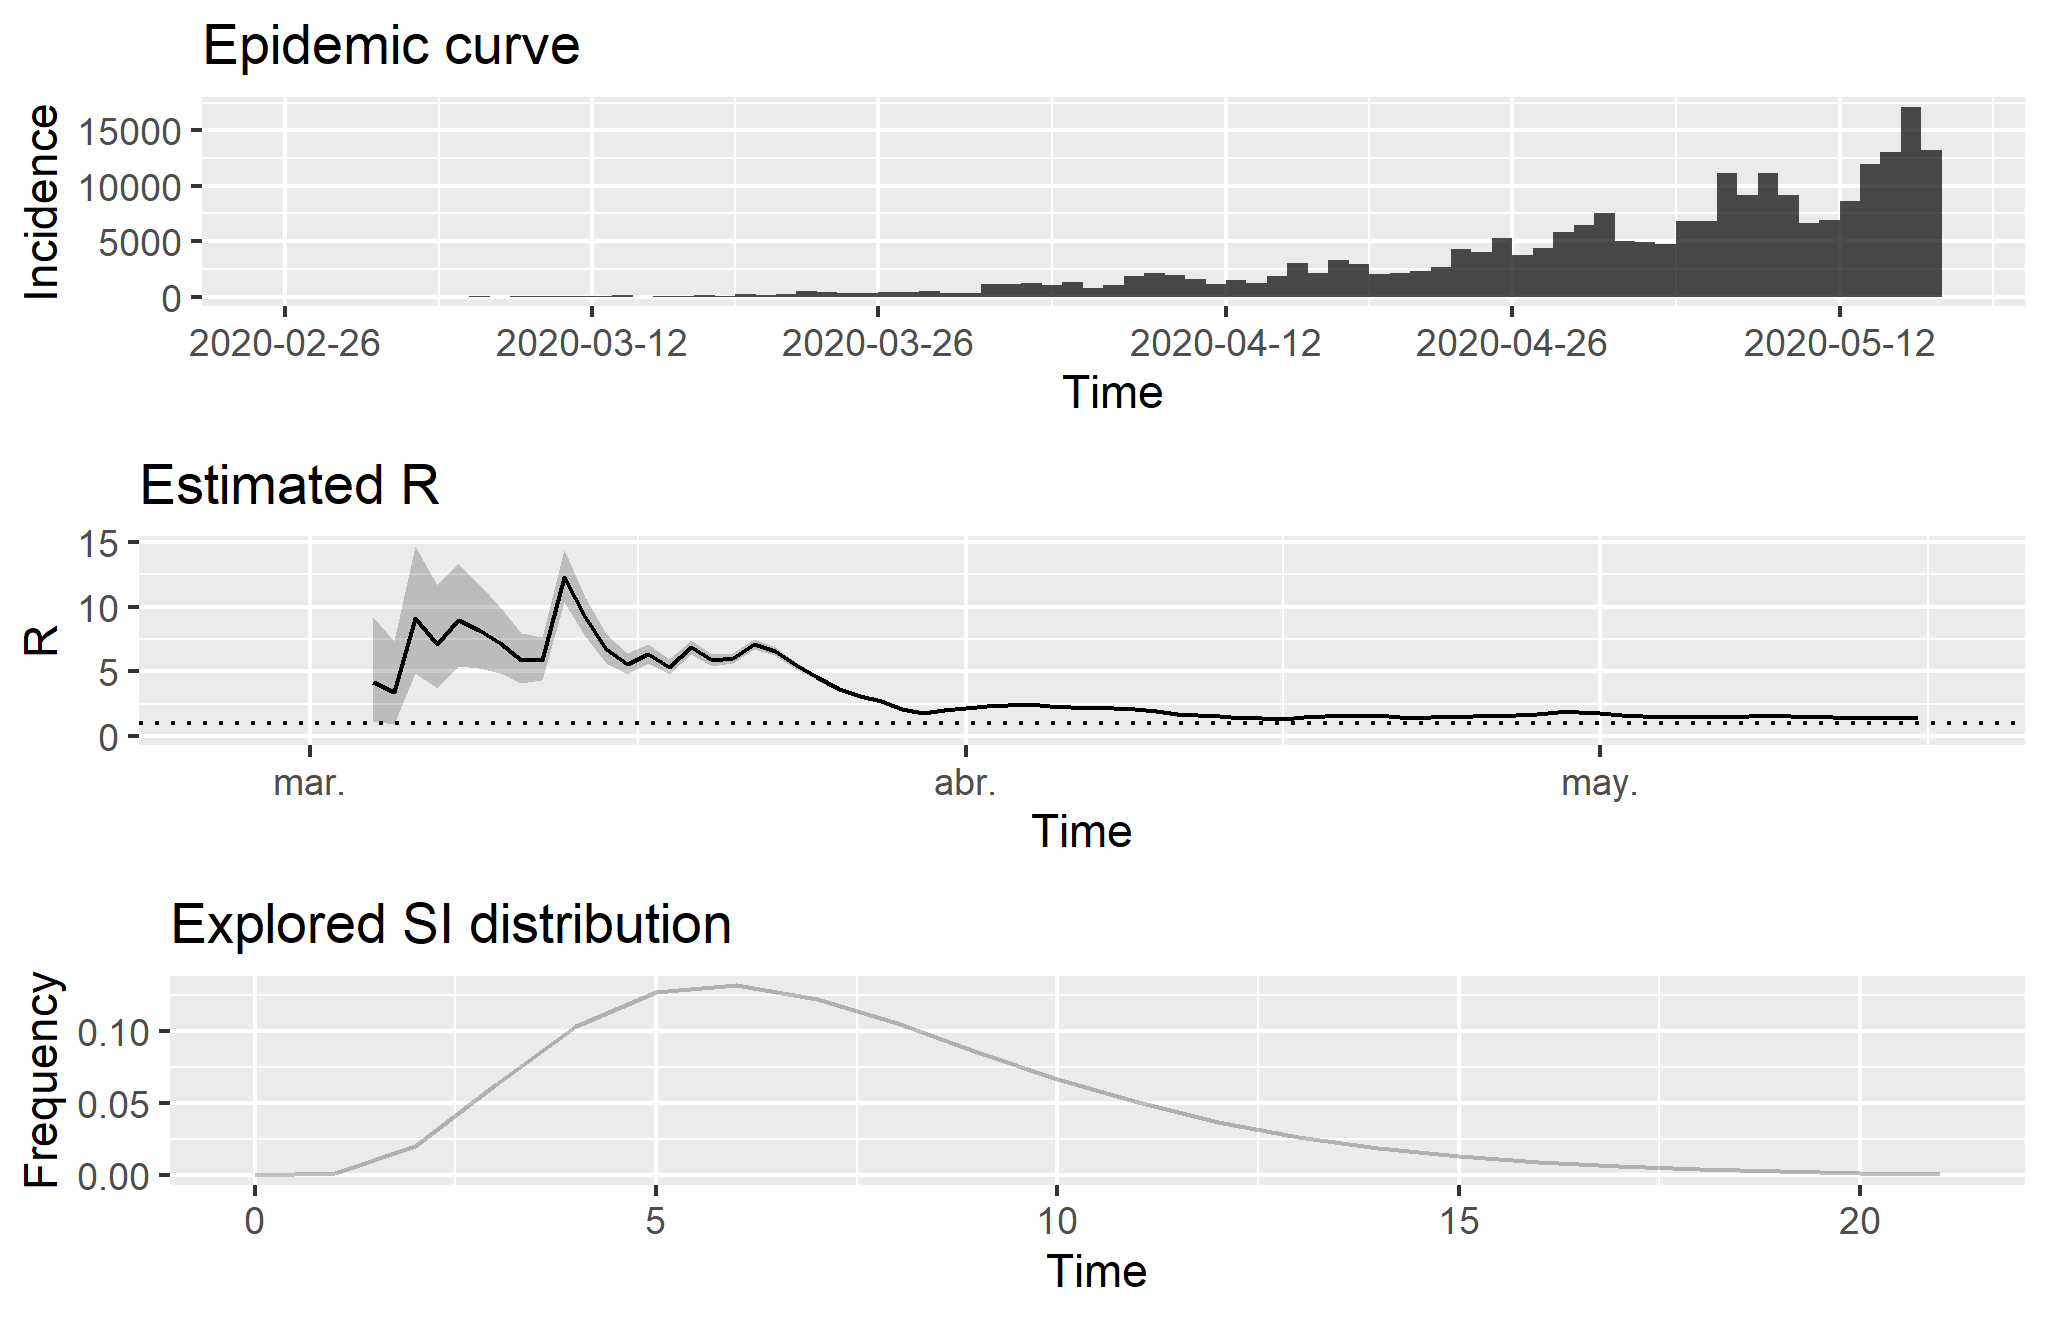 Epidemic curve
Incidence
15000
10000
5000
0
2020-02-26 2020-03-12 2020-03-26 2020-04-12 2020-04-26 2020-05-12
Time
Estimated R
R
15
10
5
0
mar. abr. may.
Time
Explored SI distribution
Frequency
0.10
0.05
0.00
0 5 10 15 20
Time